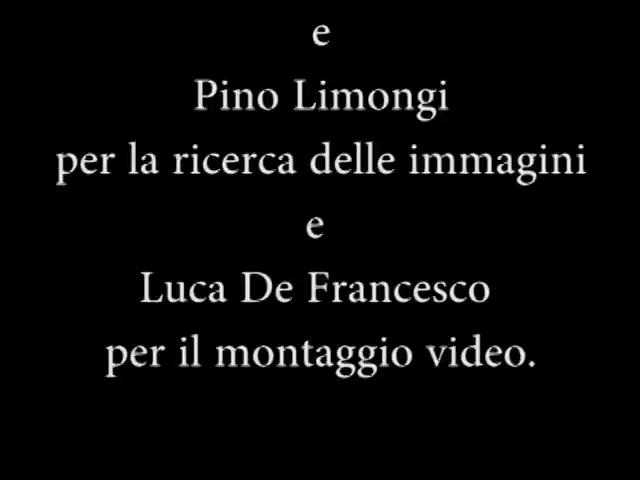 e
Pino Limongi
per la ricerca delle immagini
e
Luca De Francesco
per il montaggio video.